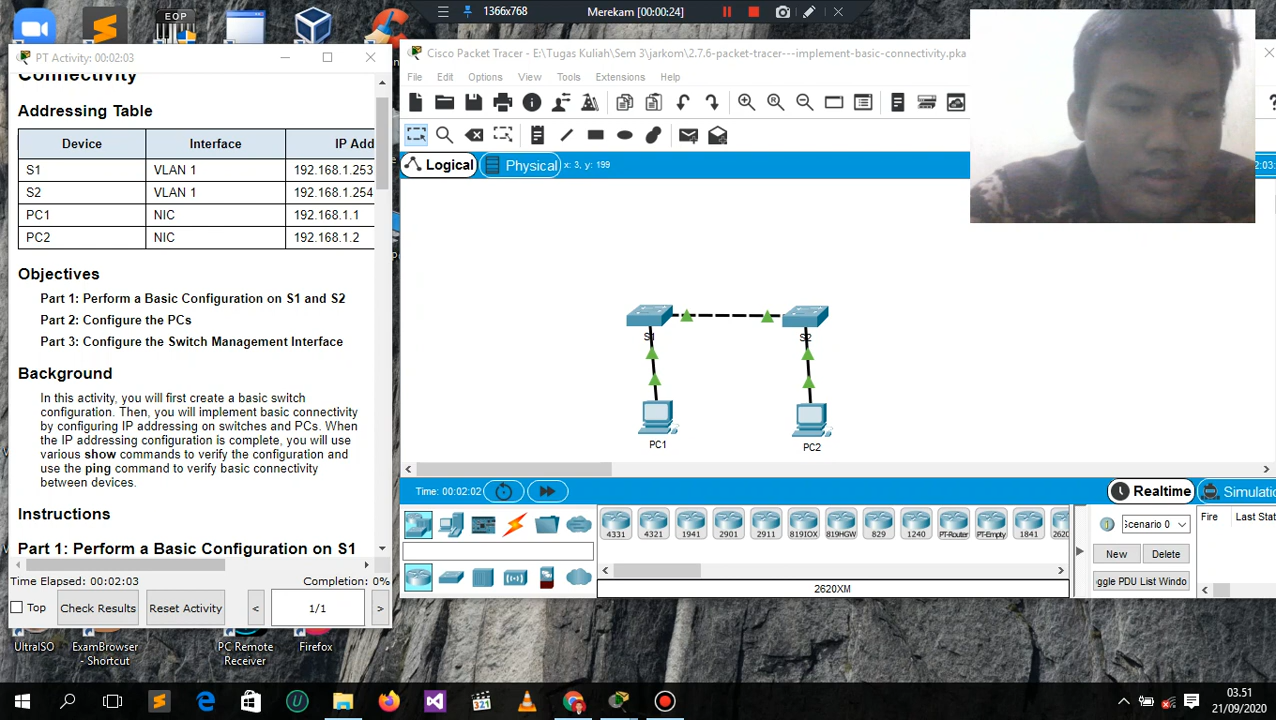 1366x768
Merekam [00:00:24]
EOP
PT Activity: 00:02:03
Connectivity
Addressing Table
Device Interface IP Add
S1 VLAN 1 192.168.1.253
S2 VLAN 1 192.168.1.254
PC1 NIC 192.168.1.1
PC2 NIC 192.168.1.2
Objectives
Part 1: Perform a Basic Configuration on S1 and S2
Part 2: Configure the PCs
Part 3: Configure the Switch Management Interface
Background
In this activity, you will first create a basic switch
configuration. Then, you will implement basic connectivity
by configuring IP addressing on switches and PCs. When
the IP addressing configuration is complete, you will use
various show commands to verify the configuration and
use the ping command to verify basic connectivity
between devices.
Instructions
Part 1: Perform a Basic Configuration on S1
Time Elapsed: 00:02:03 Completion: 0%
Top Check Results Reset Activity < 1/1 >
Cisco Packet Tracer - E:\Tugas Kuliah\Sem 3\jarkom\2.7.6-packet-tracer---implement-basic-connectivity.pka
File Edit Options View Tools Extensions Help
Logical Physical x: 3, y: 199
S1 S2
PC1 PC2
Time: 00:02:02 Realtime Simulatio
4331 4321 1941 2901 2911 819IOX 819HGW 829 1240 PT-Router PT-Empty 1841 2620
2620XM
Scenario 0 Fire Last Stat
New Delete
ggle PDU List Windo
UltraISO ExamBrowser
- Shortcut PC Remote
Receiver Firefox
321
03.51
21/09/2020